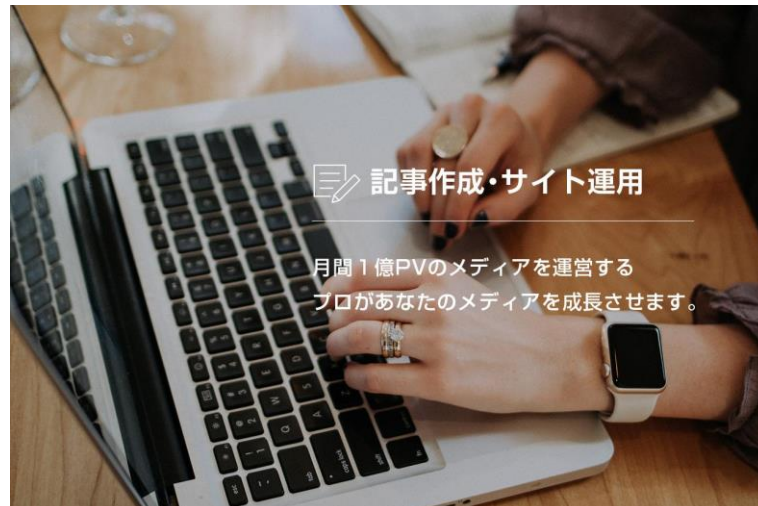 記事作成・サイト運用
月間１億PVのメディアを運営する
プロがあなたのメディアを成長させます。